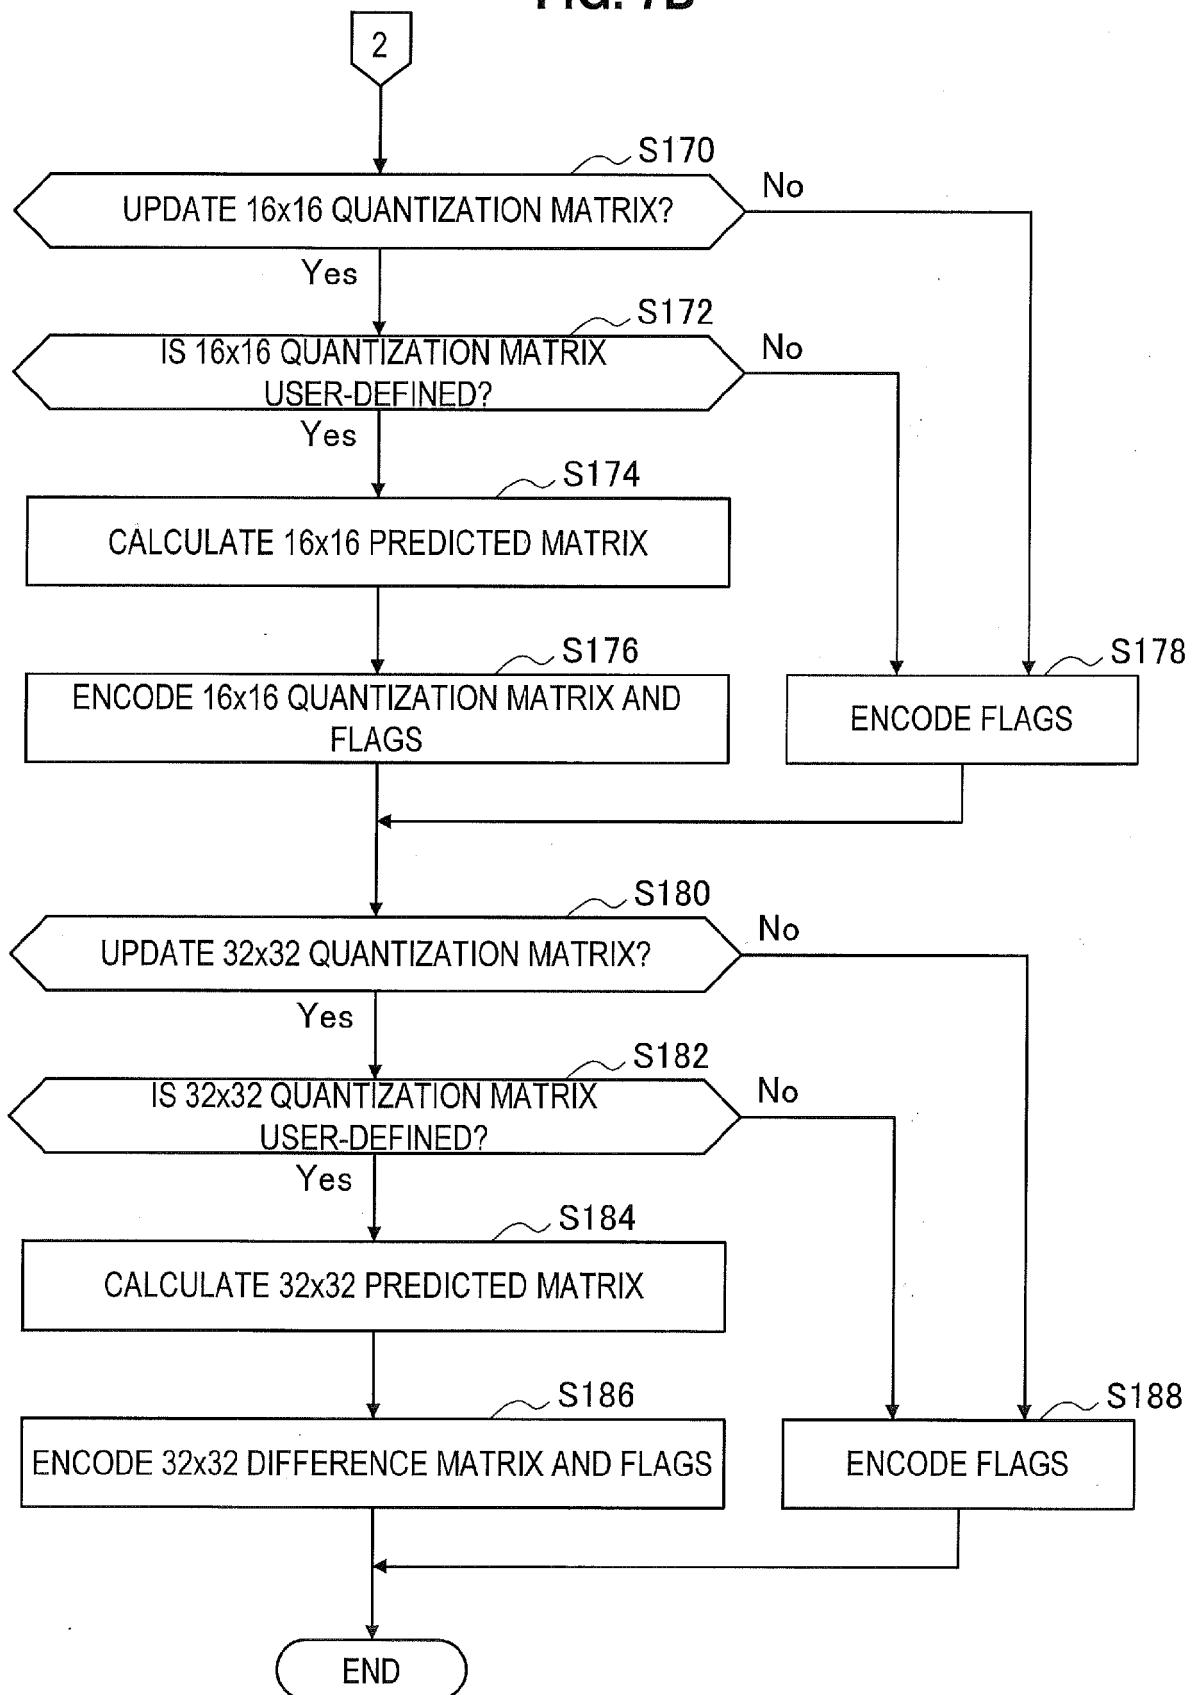 FIG. 7B
2
S170
UPDATE 16x16 QUANTIZATION MATRIX?
No
Yes
S172
IS 16x16 QUANTIZATION MATRIX
USER-DEFINED?
No
Yes
S174
CALCULATE 16x16 PREDICTED MATRIX
S176
ENCODE 16x16 QUANTIZATION MATRIX AND
FLAGS
S178
ENCODE FLAGS
S180
UPDATE 32x32 QUANTIZATION MATRIX?
No
Yes
S182
IS 32x32 QUANTIZATION MATRIX
USER-DEFINED?
No
Yes
S184
CALCULATE 32x32 PREDICTED MATRIX
S186
ENCODE 32x32 DIFFERENCE MATRIX AND FLAGS
S188
ENCODE FLAGS
END